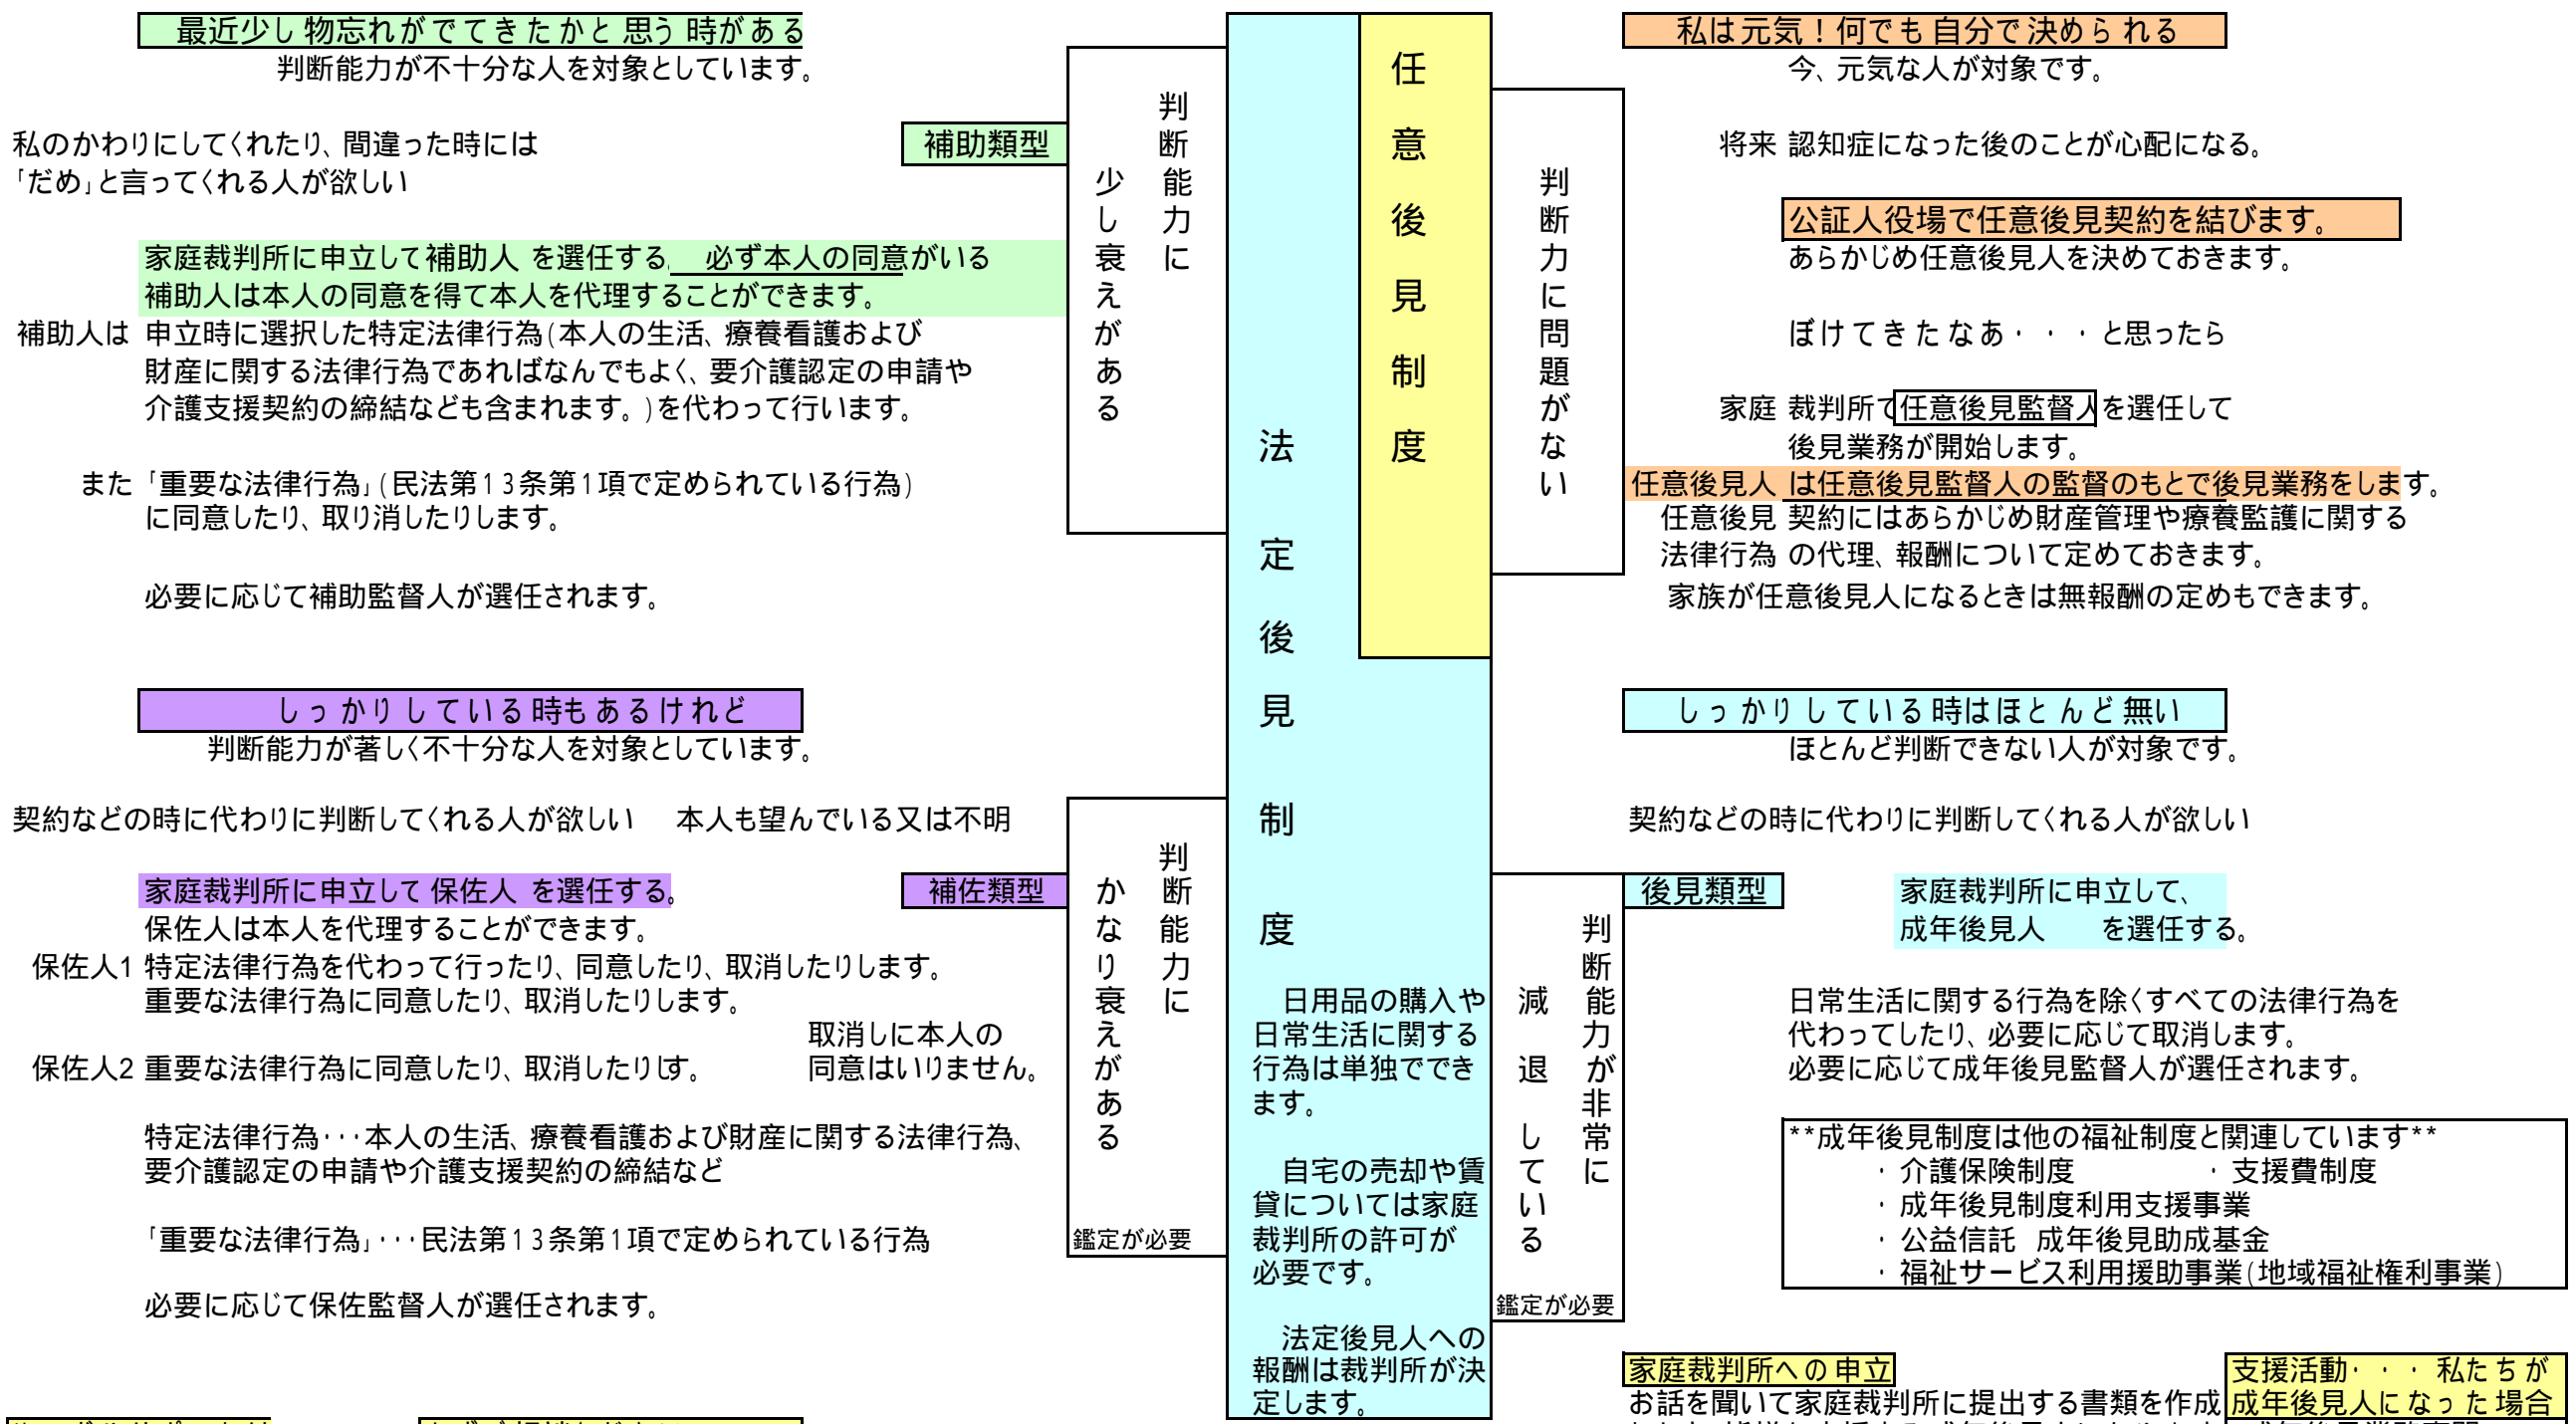 最近少し物忘れがでてきたかと思う時がある
判断能力が不十分な人を対象としています。
私のかわりにしてくれたり、間違った時には
「だめ」と言ってくれる人が欲しい
補助類型
判断能力に
少し衰えがある
家庭裁判所に申立して補助人 を選任する 必ず本人の同意がいる
補助人は本人の同意を得て本人を代理することができます。
補助人は 申立時に選択した特定法律行為(本人の生活、療養看護および
財産に関する法律行為であればなんでもよく、要介護認定の申請や
介護支援契約の締結なども含まれます。)を代わって行います。
また 「重要な法律行為」(民法第13条第1項で定められている行為)
に同意したり、取り消したりします。
必要に応じて補助監督人が選任されます。
任意後見制度
法定後見制度
私は元気!何でも自分で決められる
今、元気な人が対象です。
判断力に問題がない
将来 認知症になった後のことが心配になる。
公証人役場で任意後見契約を結びます。
あらかじめ任意後見人を決めておきます。
ぼけてきたなあ・・・と思ったら
家庭 裁判所で任意後見監督人を選任して
後見業務が開始します。
任意後見人 は任意後見監督人の監督のもとで後見業務をします。
任意後見 契約にはあらかじめ財産管理や療養監護に関する
法律行為 の代理、報酬について定めておきます。
家族が任意後見人になるときは無報酬の定めもできます。
しっかりしている時もあるけれど
判断能力が著しく不十分な人を対象としています。
契約などの時に代わりに判断してくれる人が欲しい 本人も望んでいる又は不明
家庭裁判所に申立して 保佐人 を選任する。
補佐類型
判断能力に
かなり衰えがある
鑑定が必要
保佐人は本人を代理することができます。
保佐人1 特定法律行為を代わって行ったり、同意したり、取消したりします。
重要な法律行為に同意したり、取消したりします。
取消しに本人の
同意はいりません。
保佐人2 重要な法律行為に同意したり、取消したりします。
特定法律行為・・・本人の生活、療養看護および財産に関する法律行為、
要介護認定の申請や介護支援契約の締結など
「重要な法律行為」・・・民法第13条第1項で定められている行為
必要に応じて保佐監督人が選任されます。
日用品の購入や
日常生活に関する
行為は単独ででき
ます。
自宅の売却や賃
貸については家庭
裁判所の許可が
必要です。
法定後見人への
報酬は裁判所が決
定します。
しっかりしている時はほとんど無い
ほとんど判断できない人が対象です。
契約などの時に代わりに判断してくれる人が欲しい
後見類型
判断能力が非常に
減退している
鑑定が必要
家庭裁判所に申立して、
成年後見人 を選任する。
日常生活に関する行為を除くすべての法律行為を
代わってしたり、必要に応じて取消します。
必要に応じて成年後見監督人が選任されます。
**成年後見制度は他の福祉制度と関連しています**
・介護保険制度 ・支援費制度
・成年後見制度利用支援事業
・公益信託 成年後見助成基金
・福祉サービス利用援助事業(地域福祉権利事業)
家庭裁判所への申立
お話を聞いて家庭裁判所に提出する書類を作成
支援活動・・・私たちが
成年後見人になった場合